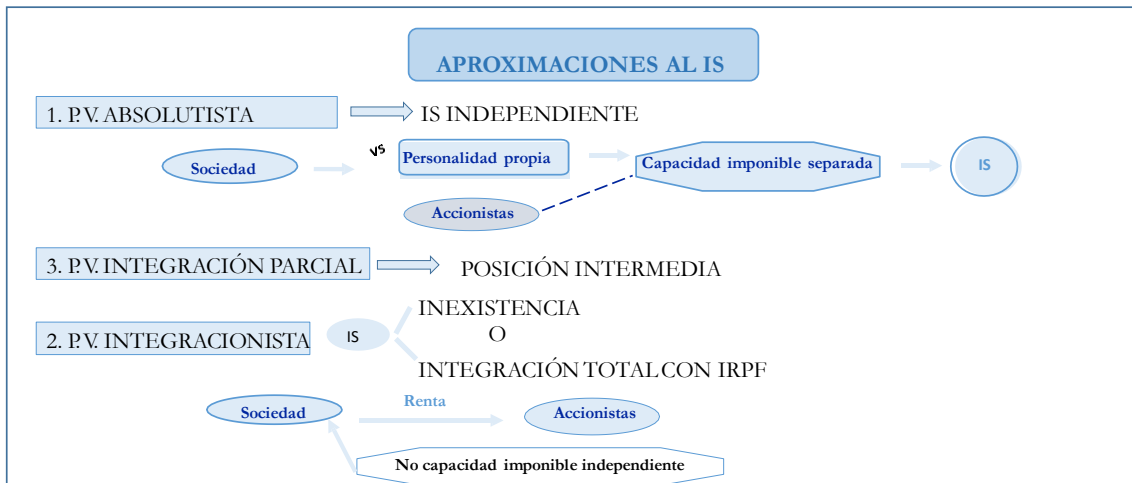 APROXIMACIONES AL IS
1. P.V. ABSOLUTISTA
IS INDEPENDIENTE
Sociedad
vs
Personalidad propia
Capacidad imponible separada
IS
Accionistas
3. P.V. INTEGRACIÓN PARCIAL
POSICIÓN INTERMEDIA
2. P.V. INTEGRACIONISTA
IS
INEXISTENCIA
O
INTEGRACIÓN TOTAL CON IRPF
Sociedad
Renta
Accionistas
No capacidad imponible independiente